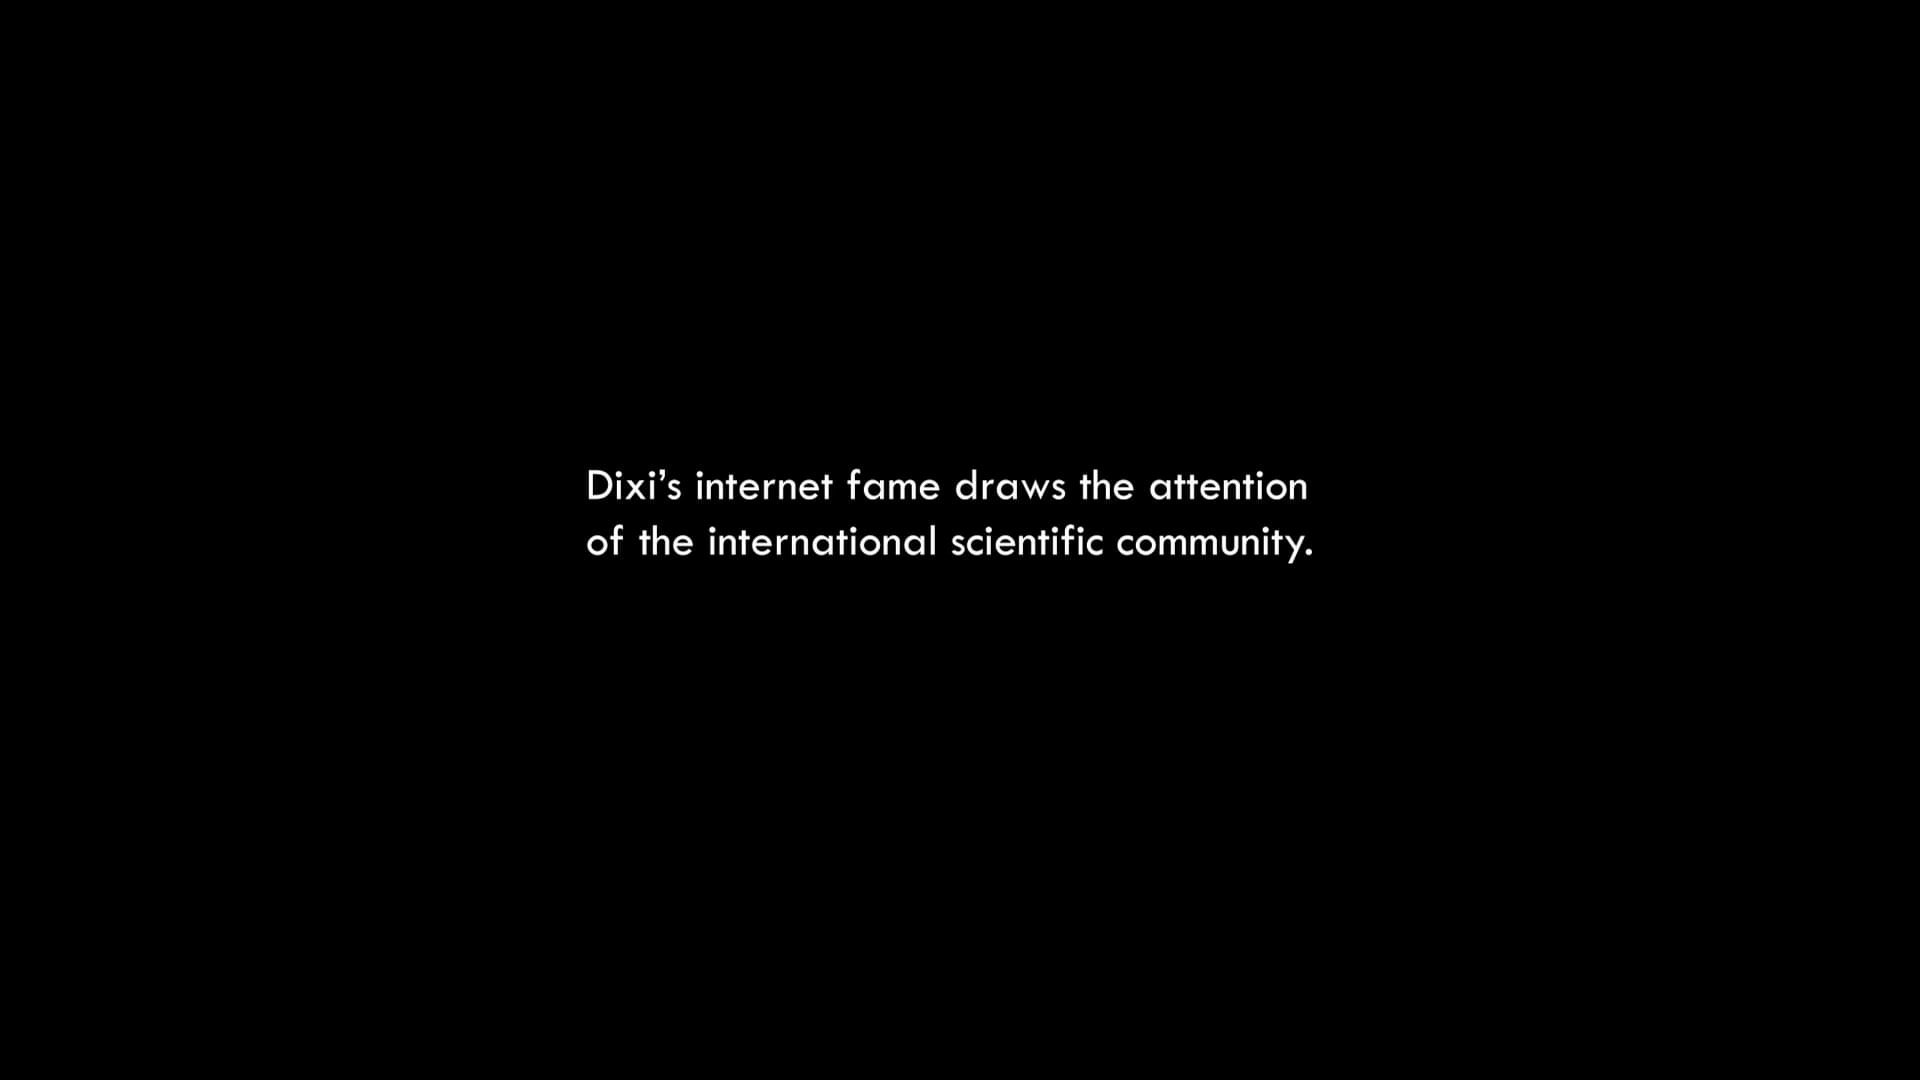 Dixi’s internet fame draws the attention
of the international scientific community.